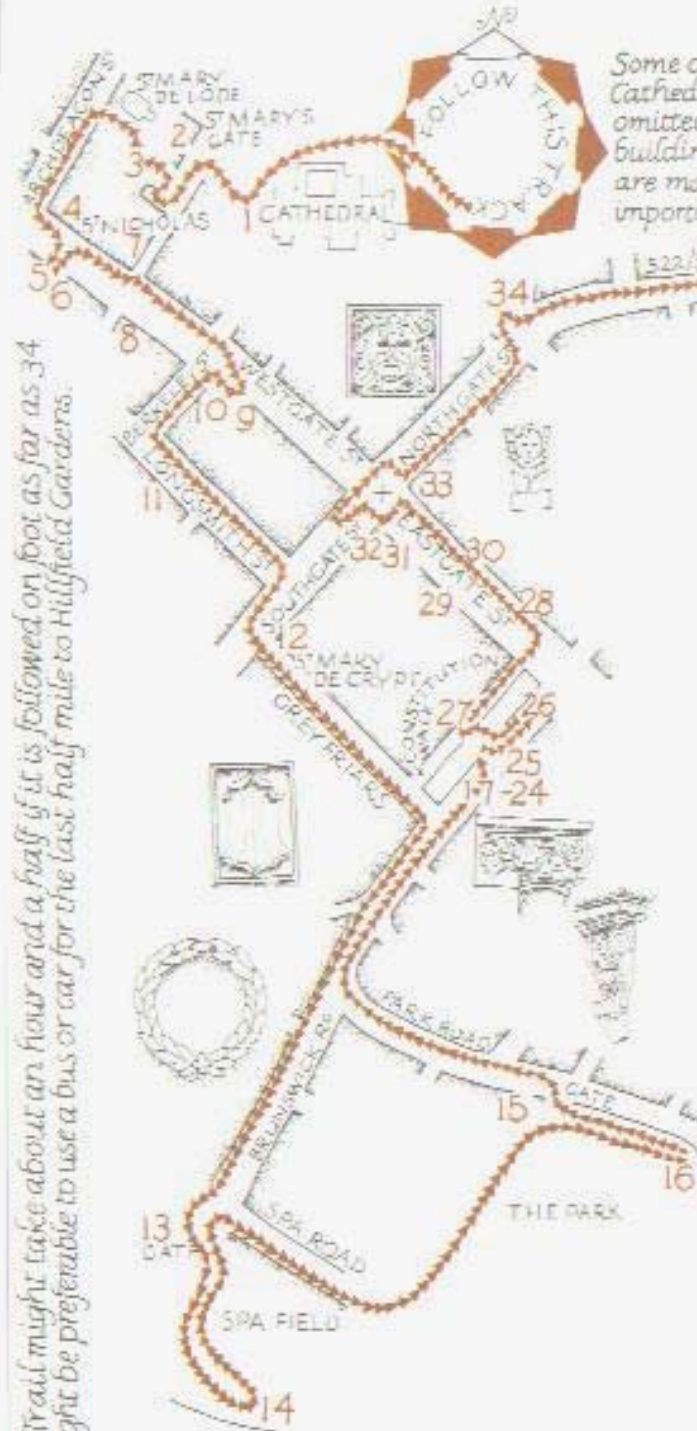 N
FOLLOW THIS TRACK
Some
Cathed
omitte
buildin
are m
impor
ARCHDEACON ST
ST MARY
DE LODE
2
ST MARY'S
GATE
3
1
CATHEDRAL
4
ST NICHOLAS
7
5
6
8
34
WESTGATE ST
NORTHGATE ST
10
9
11
LONGSMITH ST
33
32
31
30
EASTGATE ST
29
28
SOUTHGATE ST
12
ST MARY
DE CRYPT
27
26
25
17-24
GREYFRIARS
BRUNSWICK RD
PARK ROAD
15
GATE
16
THE PARK
13
GATE
SPA ROAD
SPA FIELD
14
Trail might take about an hour and a half if it is followed on foot as far as 34
ght be preferable to use a bus or car for the last half mile to Hillfield Gardens.